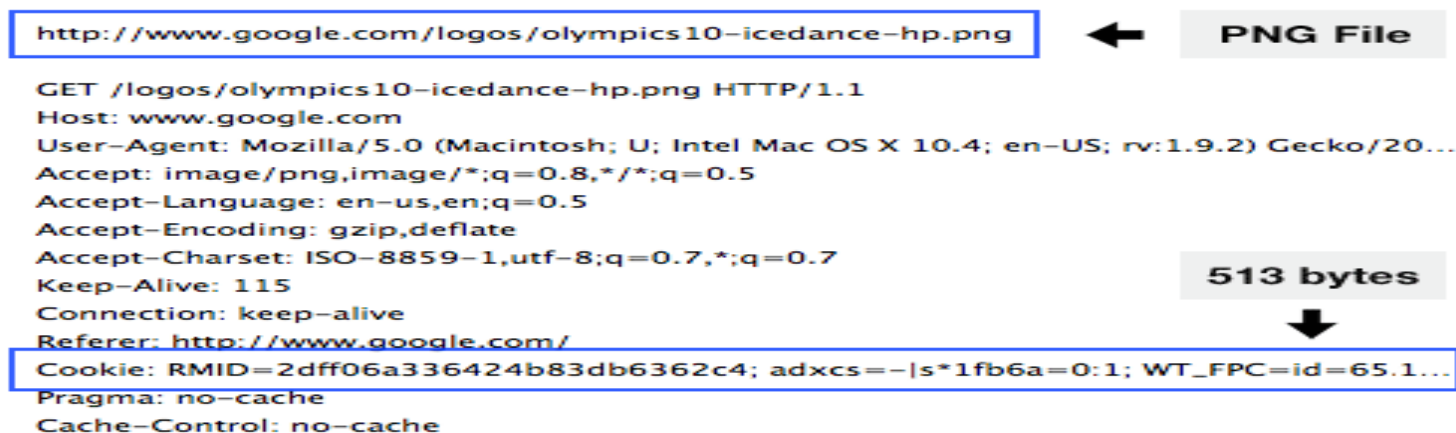 http://www.google.com/logos/olympics10-icedance-hp.png
PNG File
GET /logos/olympics10-icedance-hp.png HTTP/1.1
Host: www.google.com
User-Agent: Mozilla/5.0 (Macintosh; U; Intel Mac OS X 10.4; en-US; rv:1.9.2) Gecko/20...
Accept: image/png,image/*;q=0.8,*/*;q=0.5
Accept-Language: en-us,en;q=0.5
Accept-Encoding: gzip,deflate
Accept-Charset: ISO-8859-1,utf-8;q=0.7,*;q=0.7
Keep-Alive: 115
513 bytes
Connection: keep-alive
Referer: http://www.google.com/
Cookie: RMID=2dff06a336424b83db6362c4; adxcs=-|s*1fb6a=0:1; WT_FPC=id=65.1...
Pragma: no-cache
Cache-Control: no-cache